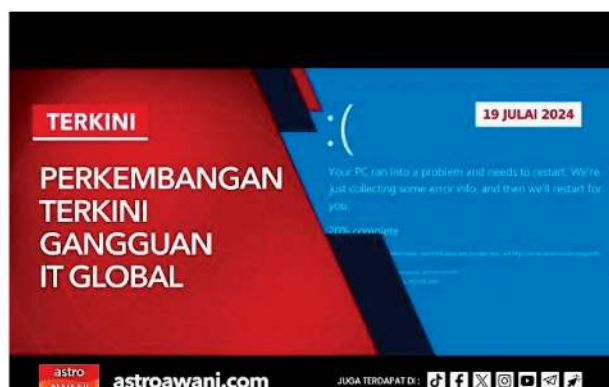 TERKINI
PERKEMBANGAN
TERKINI
GANGGUAN
IT GLOBAL
19 JULAI 2024
:(
Your PC ran into a problem and needs to restart. We're
just collecting some error info, and then we'll restart for
you.
20% complete
astro
AWANI
astroawani.com
JUGA TERDAPAT DI :